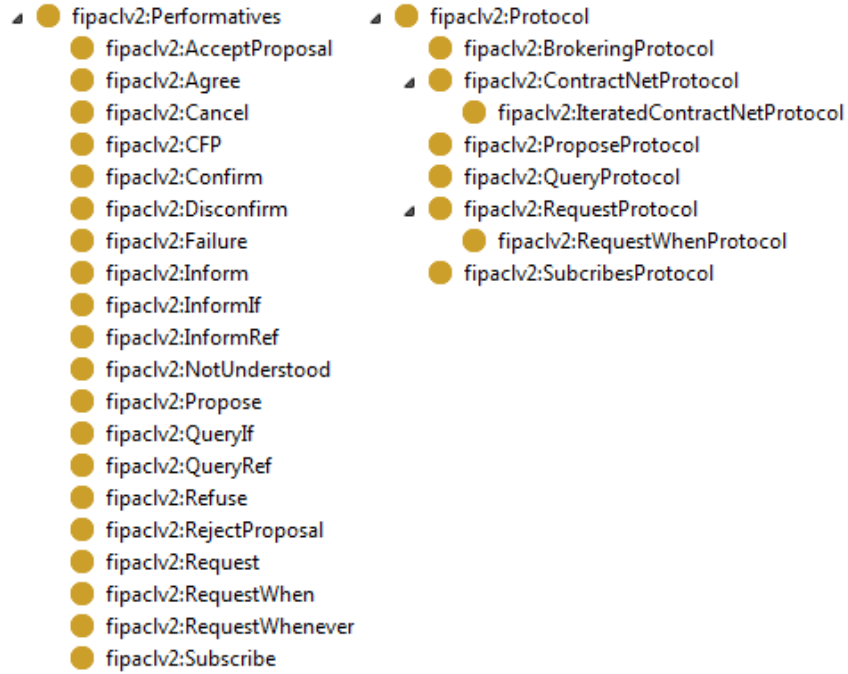 fipaclv2:Performatives
fipaclv2:AcceptProposal
fipaclv2:Agree
fipaclv2:Cancel
fipaclv2:CFP
fipaclv2:Confirm
fipaclv2:Disconfirm
fipaclv2:Failure
fipaclv2:Inform
fipaclv2:InformIf
fipaclv2:InformRef
fipaclv2:NotUnderstood
fipaclv2:Propose
fipaclv2:QueryIf
fipaclv2:QueryRef
fipaclv2:Refuse
fipaclv2:RejectProposal
fipaclv2:Request
fipaclv2:RequestWhen
fipaclv2:RequestWhenever
fipaclv2:Subscribe
fipaclv2:Protocol
fipaclv2:BrokeringProtocol
fipaclv2:ContractNetProtocol
fipaclv2:IteratedContractNetProtocol
fipaclv2:ProposeProtocol
fipaclv2:QueryProtocol
fipaclv2:RequestProtocol
fipaclv2:RequestWhenProtocol
fipaclv2:SubcribesProtocol